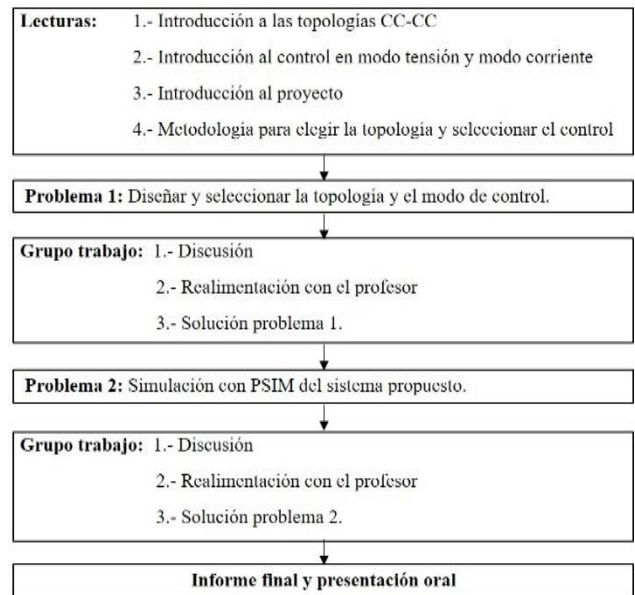 Lecturas: 1.- Introducción a las topologías CC-CC
2.- Introducción al control en modo tensión y modo corriente
3.- Introducción al proyecto
4.- Metodología para elegir la topología y seleccionar el control
Problema 1: Diseñar y seleccionar la topología y el modo de control.
Grupo trabajo: 1.- Discusión
2.- Realimentación con el profesor
3.- Solución problema 1.
Problema 2: Simulación con PSIM del sistema propuesto.
Grupo trabajo: 1.- Discusión
2.- Realimentación con el profesor
3.- Solución problema 2.
Informe final y presentación oral